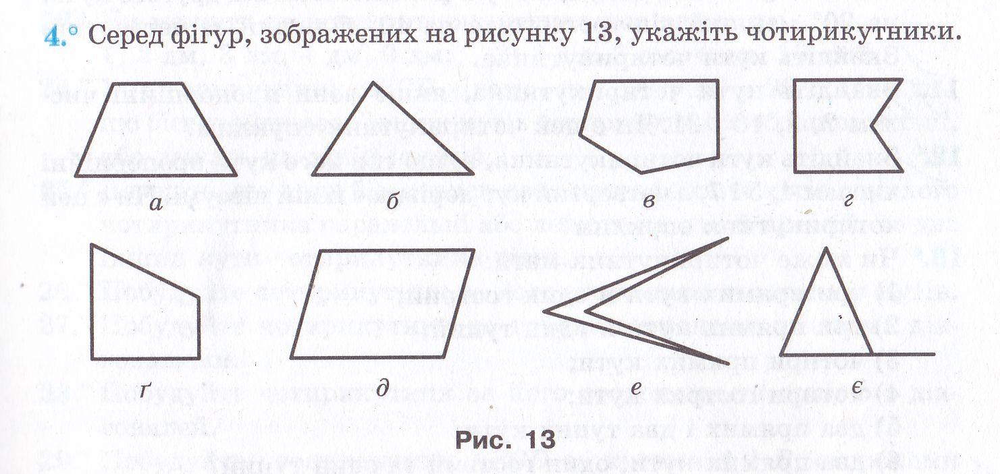 4.° Серед фігур, зображених на рисунку 13, укажіть чотирикутники.
а б в г
ґ д е є
Рис. 13